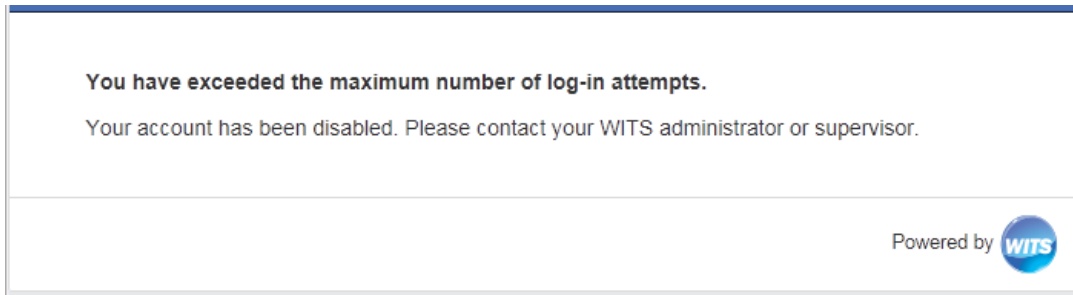 You have exceeded the maximum number of log-in attempts.
Your account has been disabled. Please contact your WITS administrator or supervisor.
Powered by WITS